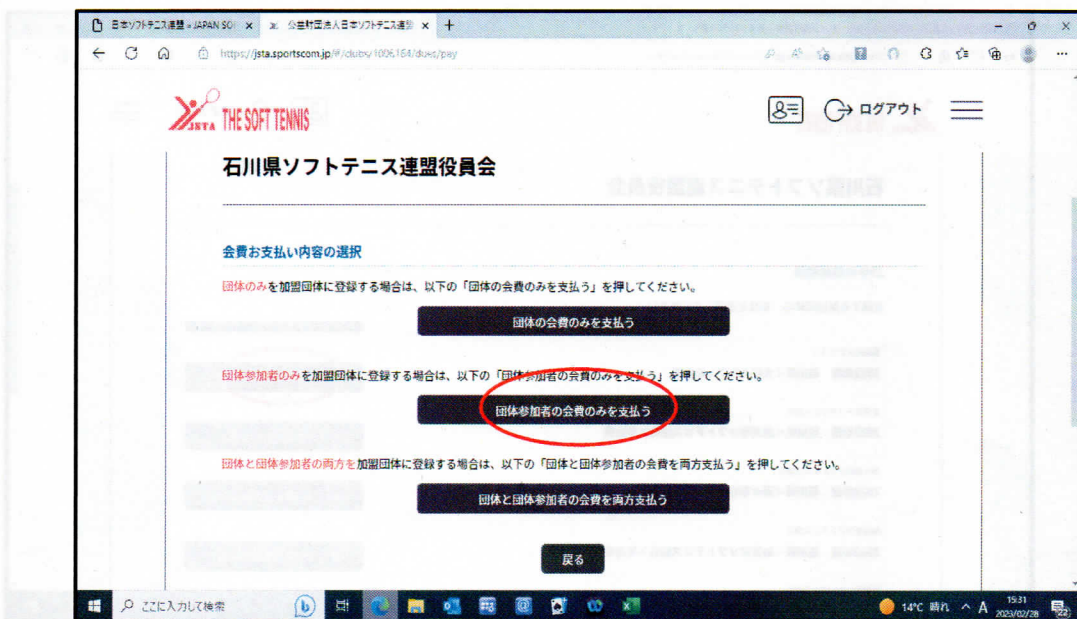 日本ソフトテニス連盟 » JAPAN SO
公益財団法人日本ソフトテニス連盟
https://jsta.sportscom.jp/#/clubs/1006164/dues/pay
JSTA THE SOFT TENNIS
ログアウト
石川県ソフトテニス連盟役員会
会費お支払い内容の選択
団体のみを加盟団体に登録する場合は、以下の「団体の会費のみを支払う」を押してください。
団体の会費のみを支払う
団体参加者のみを加盟団体に登録する場合は、以下の「団体参加者の会費のみを支払う」を押してください。
団体参加者の会費のみを支払う
団体と団体参加者の両方を加盟団体に登録する場合は、以下の「団体と団体参加者の会費を両方支払う」を押してください。
団体と団体参加者の会費を両方支払う
戻る
ここに入力して検索
14℃ 晴れ
A
15:31
2023/02/28
22